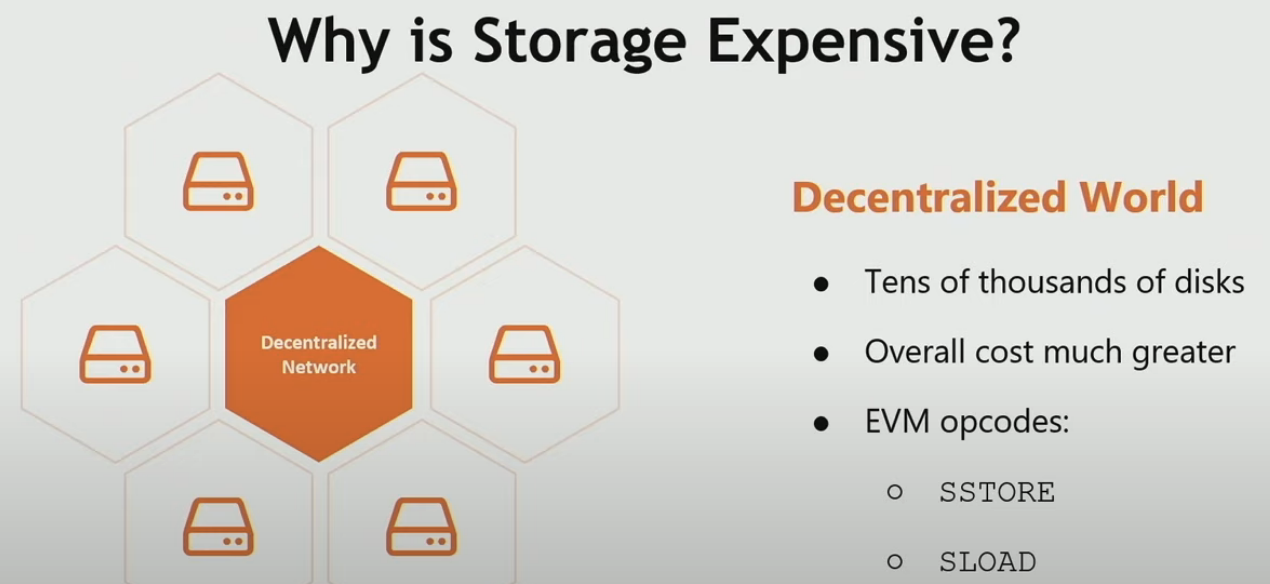 Why is Storage Expensive?
Decentralized
Network
Decentralized World
● Tens of thousands of disks
● Overall cost much greater
● EVM opcodes:
○ SSTORE
○ SLOAD